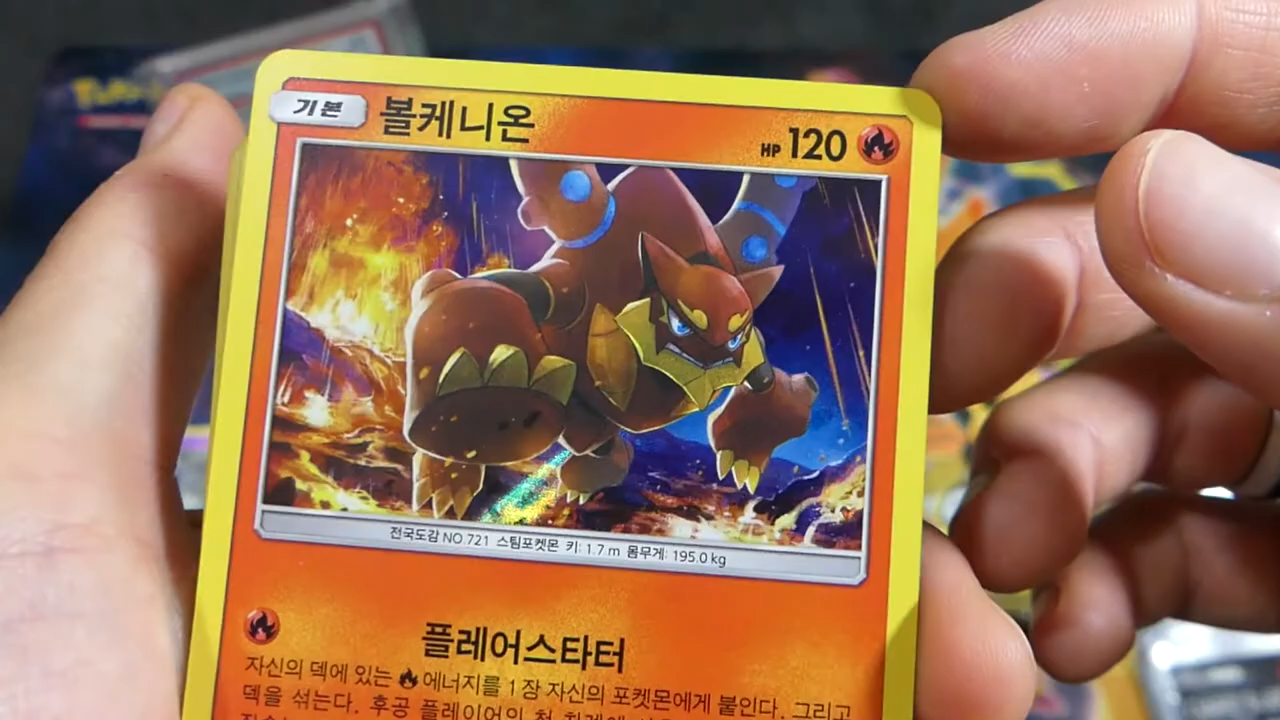 기본 볼케니온 HP 120
전국도감 NO.721 스팀포켓몬 키: 1.7 m 몸무게: 195.0 kg
플레어스타터
자신의 덱에 있는 에너지를 1장 자신의 포켓몬에게 붙인다. 그리고
덱을 섞는다. 후공 플레이어의 첫 차례에